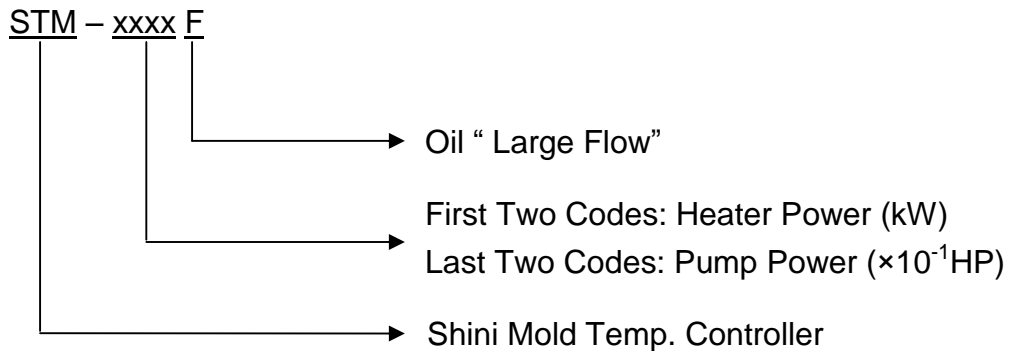 STM – xxxx F
Oil “ Large Flow”
First Two Codes: Heater Power (kW)
Last Two Codes: Pump Power (×10⁻¹HP)
Shini Mold Temp. Controller